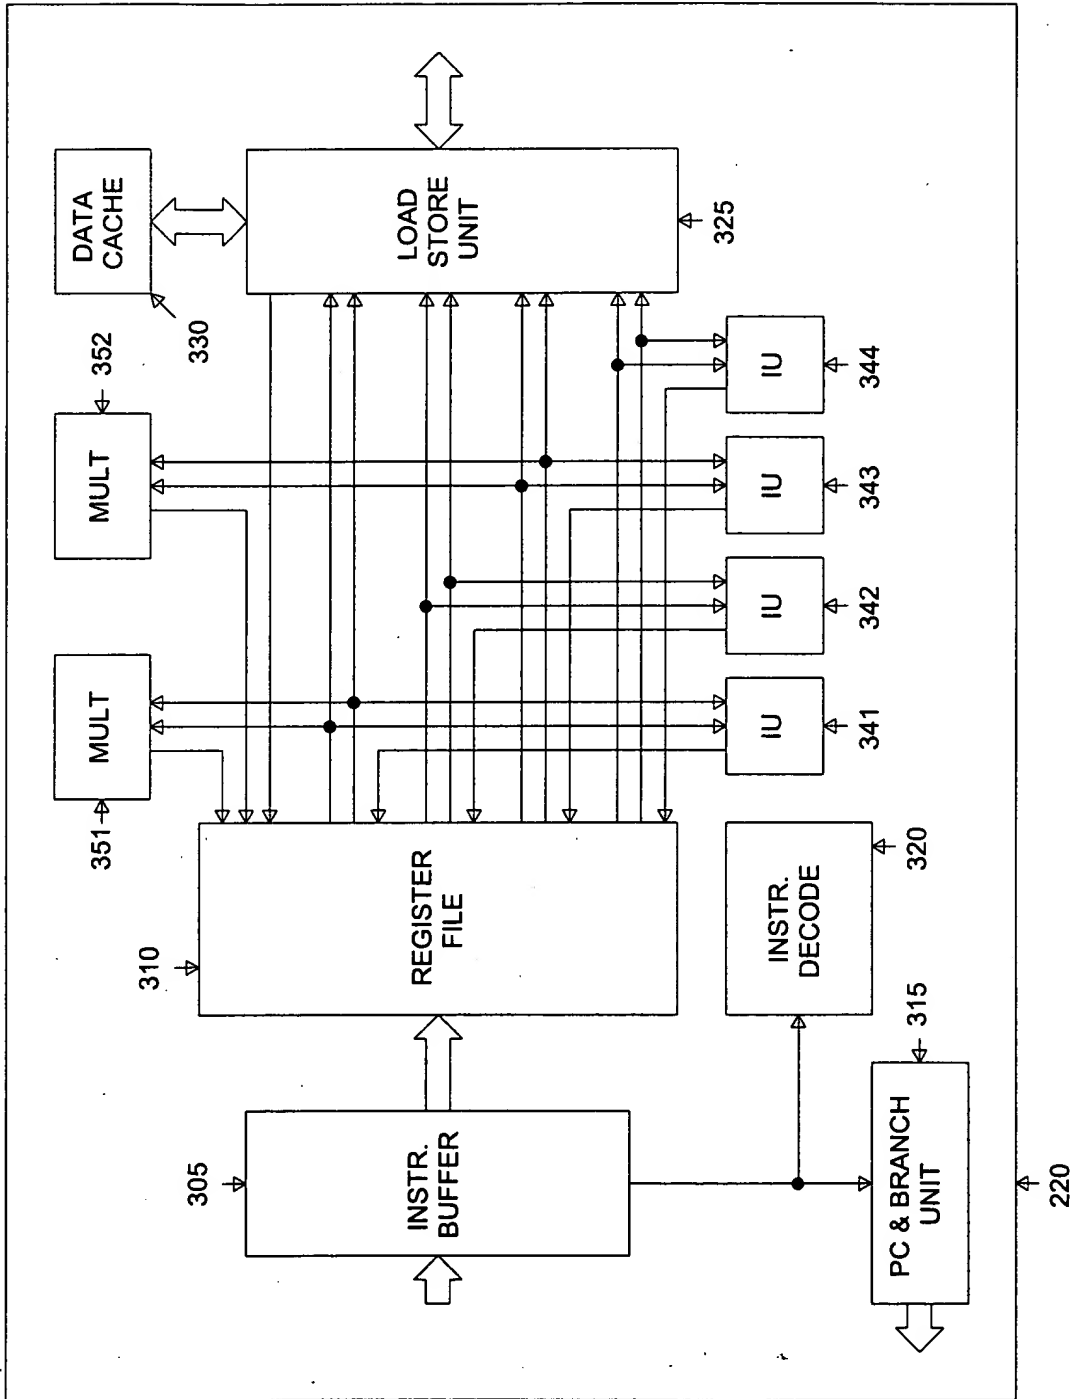 351
MULT
352
MULT
330
DATA
CACHE
310
REGISTER
FILE
LOAD
STORE
UNIT
325
305
INSTR.
BUFFER
INSTR.
DECODE
320
IU
341
IU
342
IU
343
IU
344
PC & BRANCH
UNIT
315
220